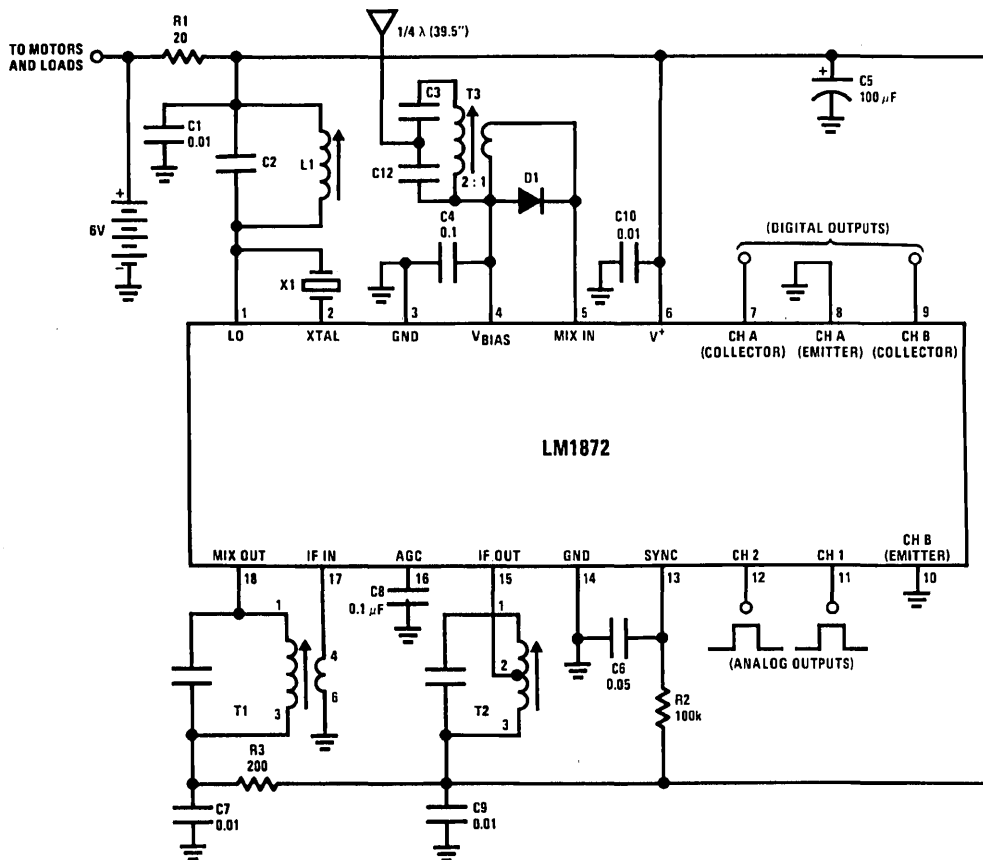 TO MOTORS
AND LOADS
R1
20
1/4 λ (39.5")
C1
0.01
C2
L1
C3
T3
C12
2 : 1
D1
C4
0.1
C10
0.01
C5
100 μF
+
6V
−
X1
(DIGITAL OUTPUTS)
1
2
3
4
5
6
7
8
9
LO
XTAL
GND
VBIAS
MIX IN
V+
CH A
(COLLECTOR)
CH A
(EMITTER)
CH B
(COLLECTOR)
LM1872
MIX OUT
IF IN
AGC
IF OUT
GND
SYNC
CH 2
CH 1
CH B
(EMITTER)
18
17
16
15
14
13
12
11
10
C8
0.1 μF
1
4
6
3
T1
1
2
3
T2
C6
0.05
R2
100k
(ANALOG OUTPUTS)
R3
200
C7
0.01
C9
0.01
+